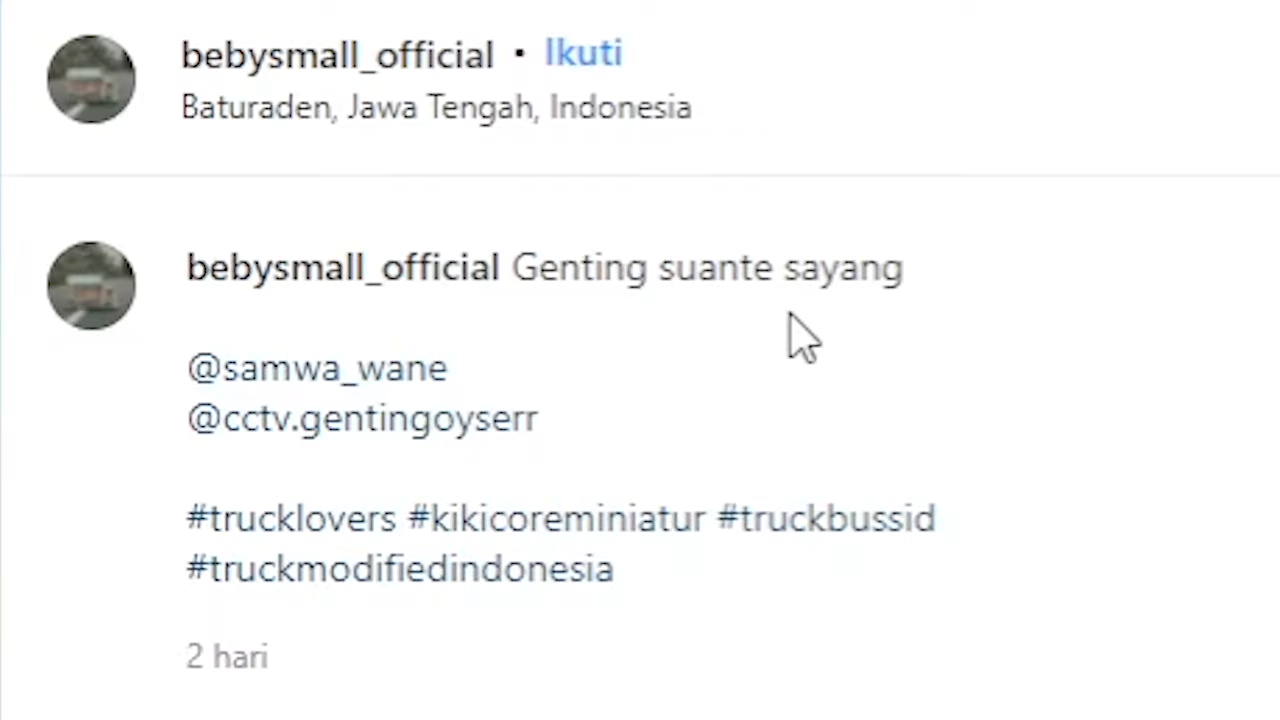 bebysmall_official • Ikuti
Baturaden, Jawa Tengah, Indonesia
bebysmall_official Genting suante sayang
@samwa_wane
@cctv.gentingoyserr
#trucklovers #kikicoreminiatur #truckbussid
#truckmodifiedindonesia
2 hari